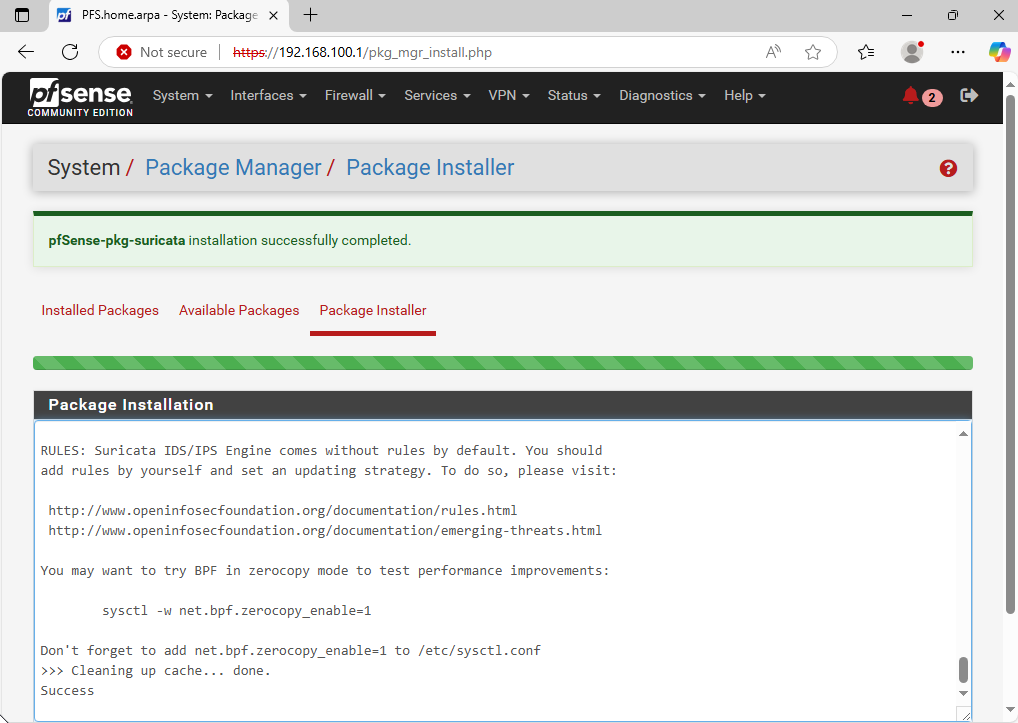 PFS.home.arpa - System: Package
Not secure
https://192.168.100.1/pkg_mgr_install.php
pfsense
COMMUNITY EDITION
System Interfaces Firewall Services VPN Status Diagnostics Help
2
System / Package Manager / Package Installer
pfSense-pkg-suricata installation successfully completed.
Installed Packages Available Packages Package Installer
Package Installation
RULES: Suricata IDS/IPS Engine comes without rules by default. You should
add rules by yourself and set an updating strategy. To do so, please visit:
http://www.openinfosecfoundation.org/documentation/rules.html
http://www.openinfosecfoundation.org/documentation/emerging-threats.html
You may want to try BPF in zerocopy mode to test performance improvements:
sysctl -w net.bpf.zerocopy_enable=1
Don't forget to add net.bpf.zerocopy_enable=1 to /etc/sysctl.conf
>>> Cleaning up cache... done.
Success